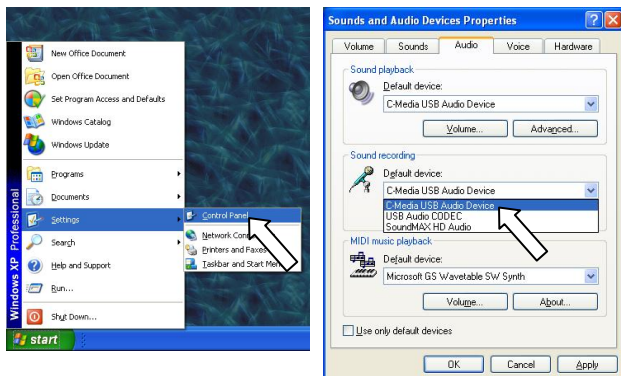 New Office Document
Open Office Document
Set Program Access and Defaults
Windows Catalog
Windows Update
Programs
Documents
Settings
Search
Help and Support
Run...
Shut Down...
Windows XP Professional
start
Control Panel
Network Con
Printers and Faxes
Taskbar and Start Men
Sounds and Audio Devices Properties
Volume Sounds Audio Voice Hardware
Sound playback
Default device:
C-Media USB Audio Device
Volume... Advanced...
Sound recording
Default device:
C-Media USB Audio Device
C-Media USB Audio Device
USB Audio CODEC
SoundMAX HD Audio
MIDI music playback
Default device:
Microsoft GS Wavetable SW Synth
Volume... About...
Use only default devices
OK Cancel Apply